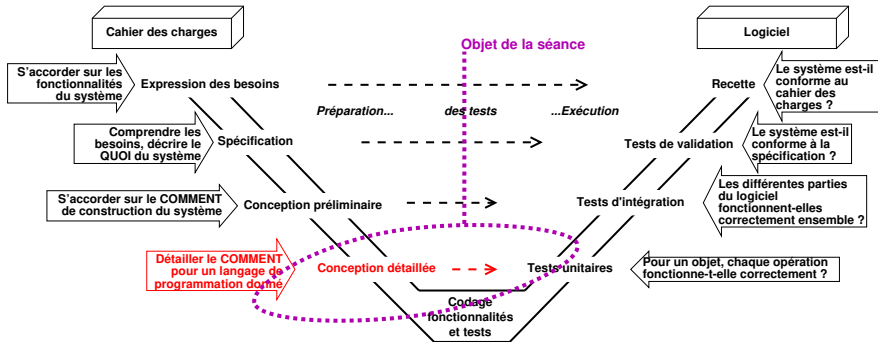 Cahier des charges
Logiciel
Objet de la séance
S'accorder sur les
fonctionnalités
du système
Expression des besoins
Recette
Le système est-il
conforme au
cahier des
charges ?
Préparation...
des tests
...Exécution
Comprendre les
besoins, décrire le
QUOI du système
Spécification
Tests de validation
Le système est-il
conforme à la
spécification ?
S'accorder sur le COMMENT
de construction du système
Conception préliminaire
Tests d'intégration
Les différentes parties
du logiciel
fonctionnent-elles
correctement ensemble ?
Détailler le COMMENT
pour un langage de
programmation donné
Conception détaillée
Tests unitaires
Pour un objet, chaque opération
fonctionne-t-elle correctement ?
Codage
fonctionnalités
et tests